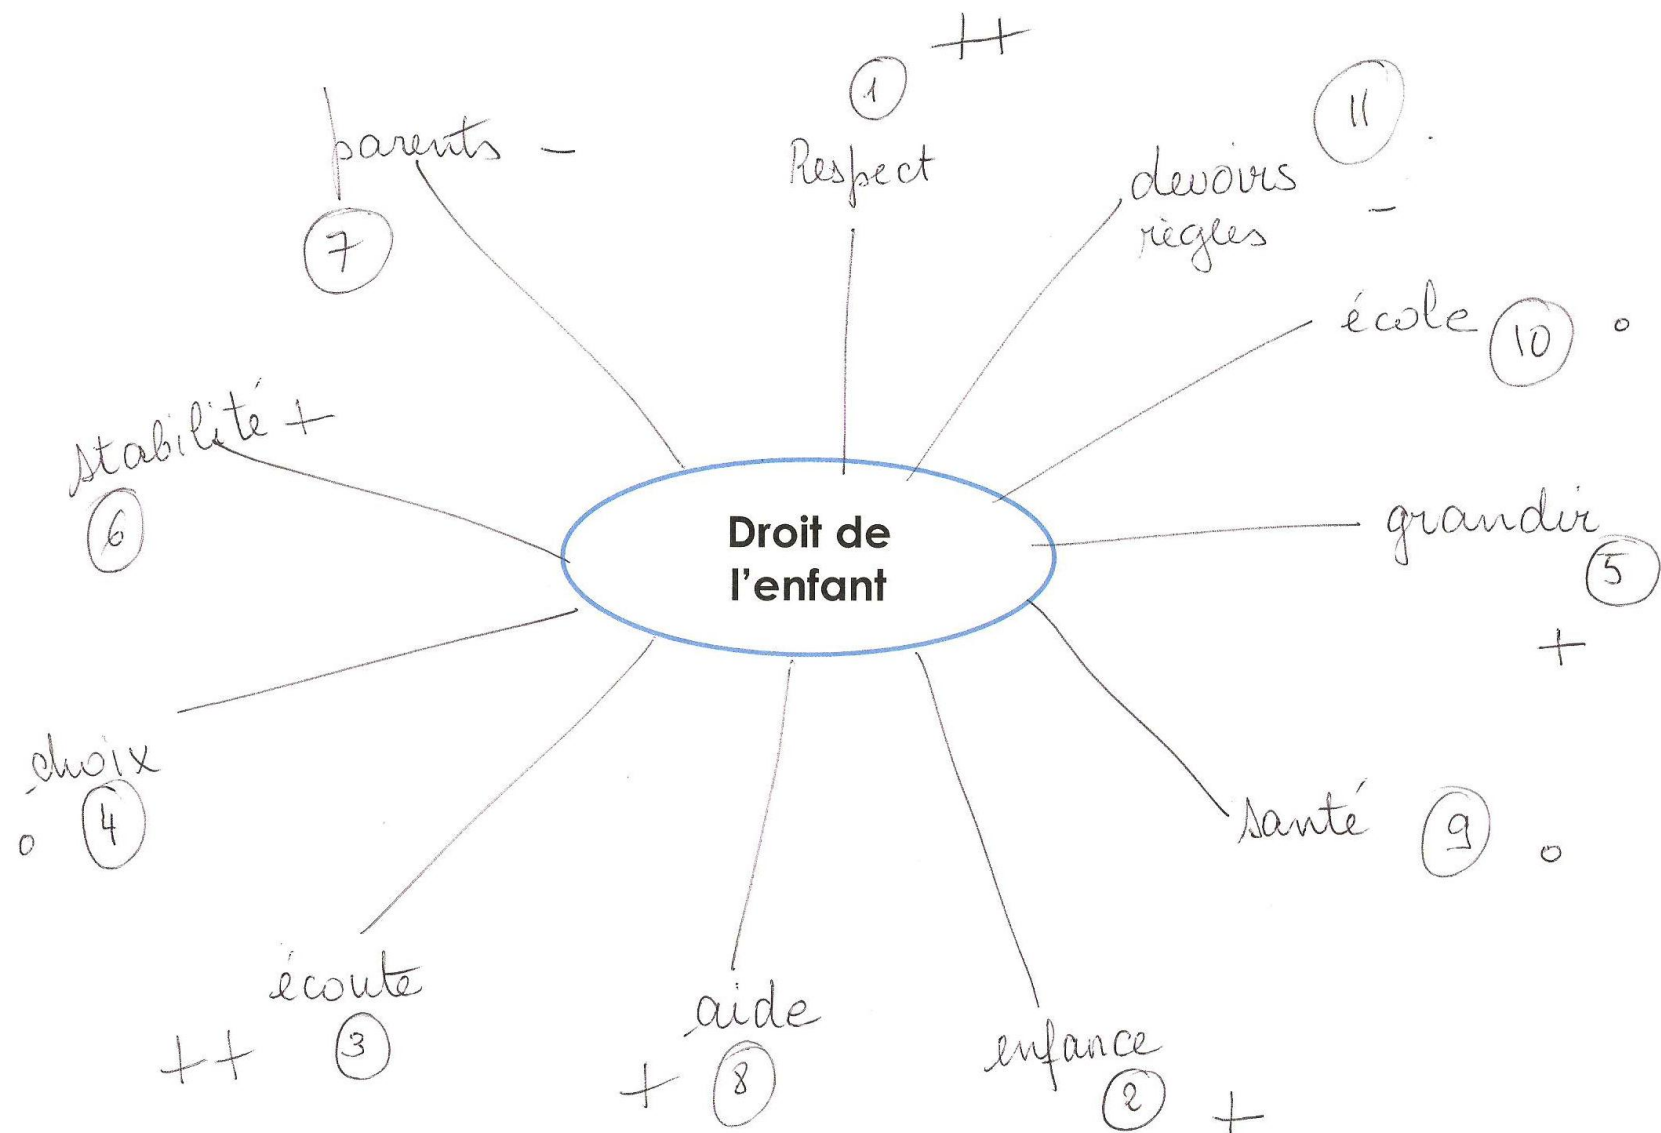 ++
1
Respect
parents -
7
11
devoirs
règles -
école 10 o
stabilité +
6
Droit de
l'enfant
grandir
5
+
choix
o 4
santé 9 o
écoute
++ 3
aide
+ 8
enfance
2 +